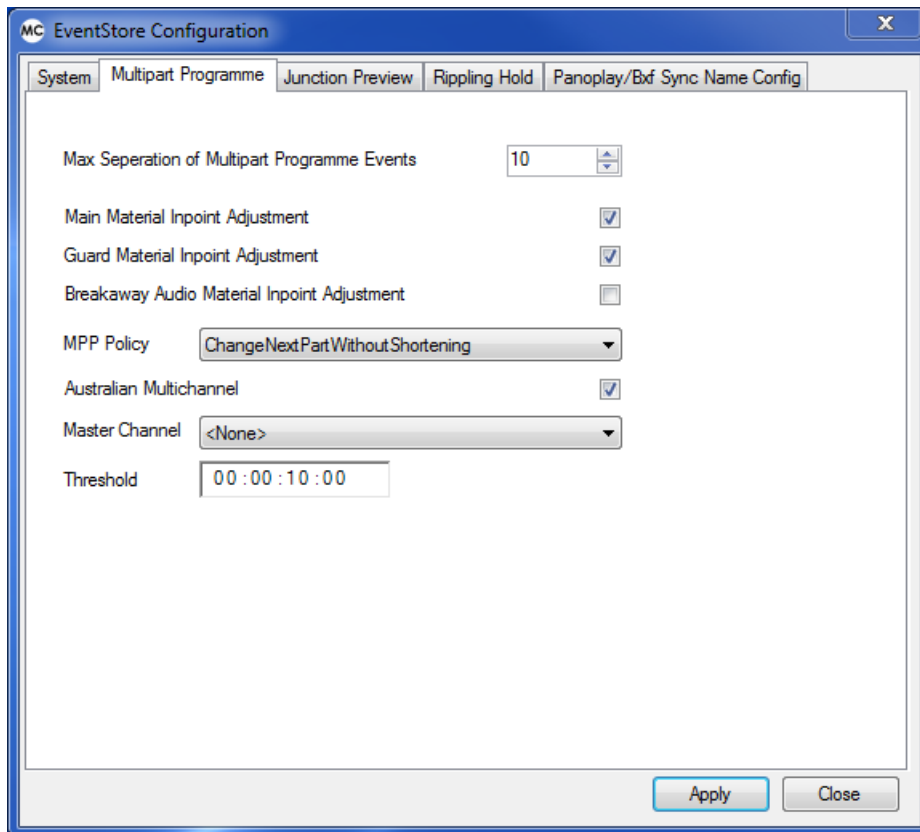 MC EventStore Configuration X
System Multipart Programme Junction Preview Rippling Hold Panoplay/Bxf Sync Name Config
Max Seperation of Multipart Programme Events 10
Main Material Inpoint Adjustment
Guard Material Inpoint Adjustment
Breakaway Audio Material Inpoint Adjustment
MPP Policy ChangeNextPartWithoutShortening
Australian Multichannel
Master Channel <None>
Threshold 00:00:10:00
Apply Close